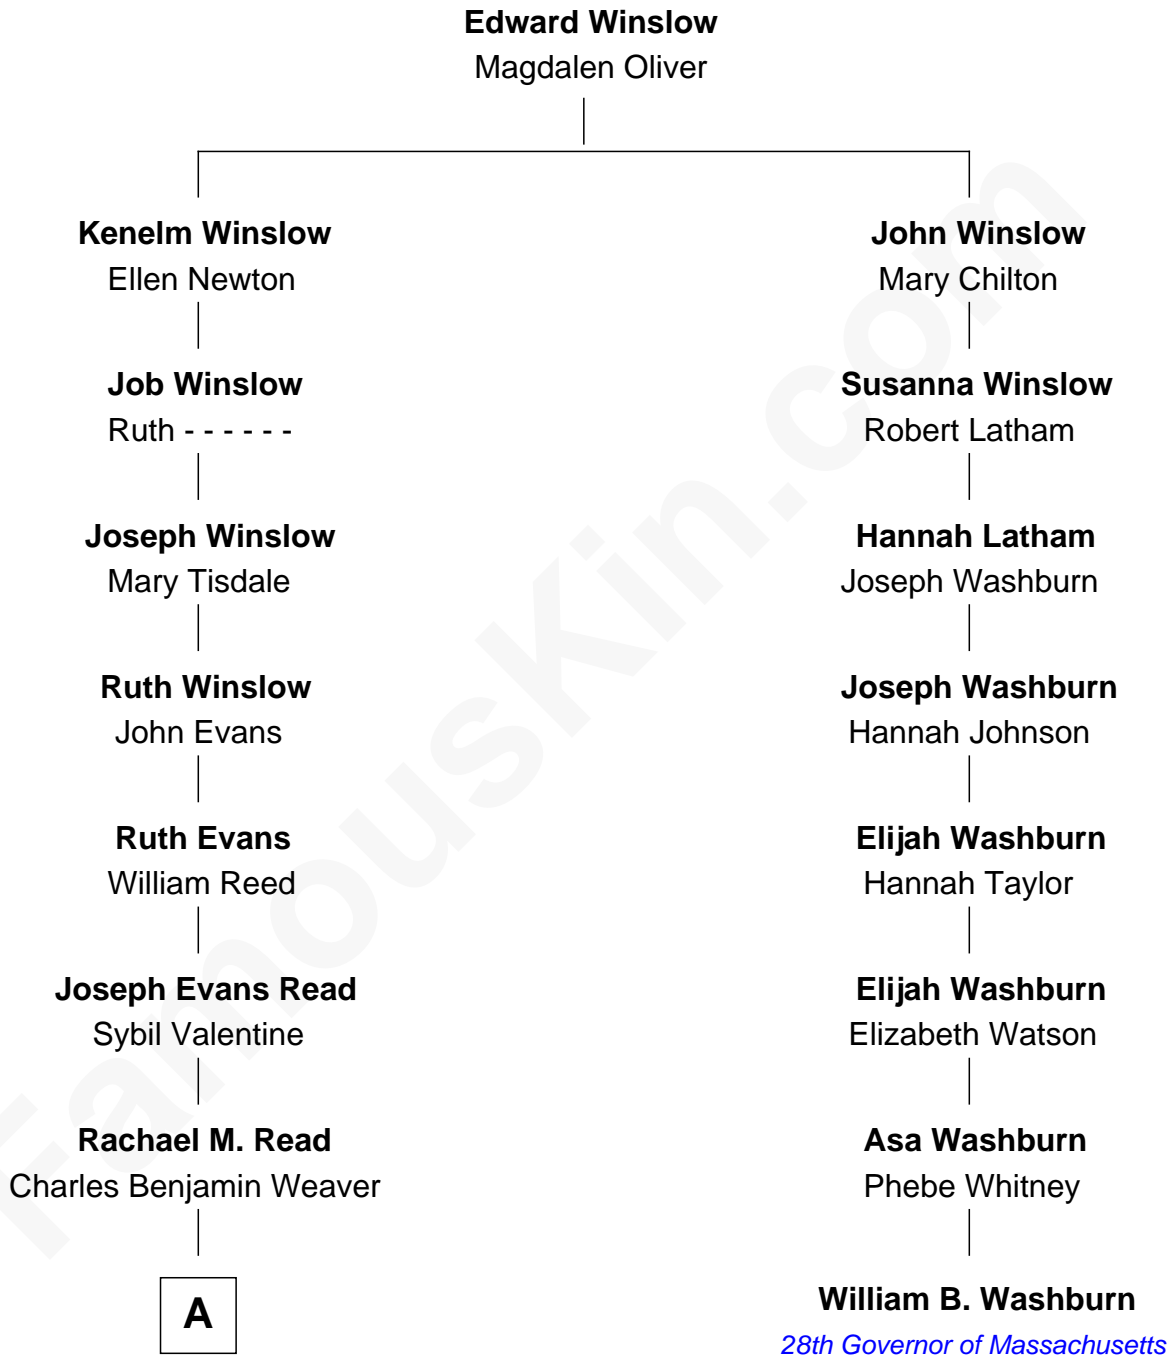 Edward Winslow
Magdalen Oliver
Kenelm Winslow
Ellen Newton
Job Winslow
Ruth - - - - - -
Joseph Winslow
Mary Tisdale
Ruth Winslow
John Evans
Ruth Evans
William Reed
Joseph Evans Read
Sybil Valentine
Rachael M. Read
Charles Benjamin Weaver
A
John Winslow
Mary Chilton
Susanna Winslow
Robert Latham
Hannah Latham
Joseph Washburn
Joseph Washburn
Hannah Johnson
Elijah Washburn
Hannah Taylor
Elijah Washburn
Elizabeth Watson
Asa Washburn
Phebe Whitney
William B. Washburn
28th Governor of Massachusetts
FamousKin.com